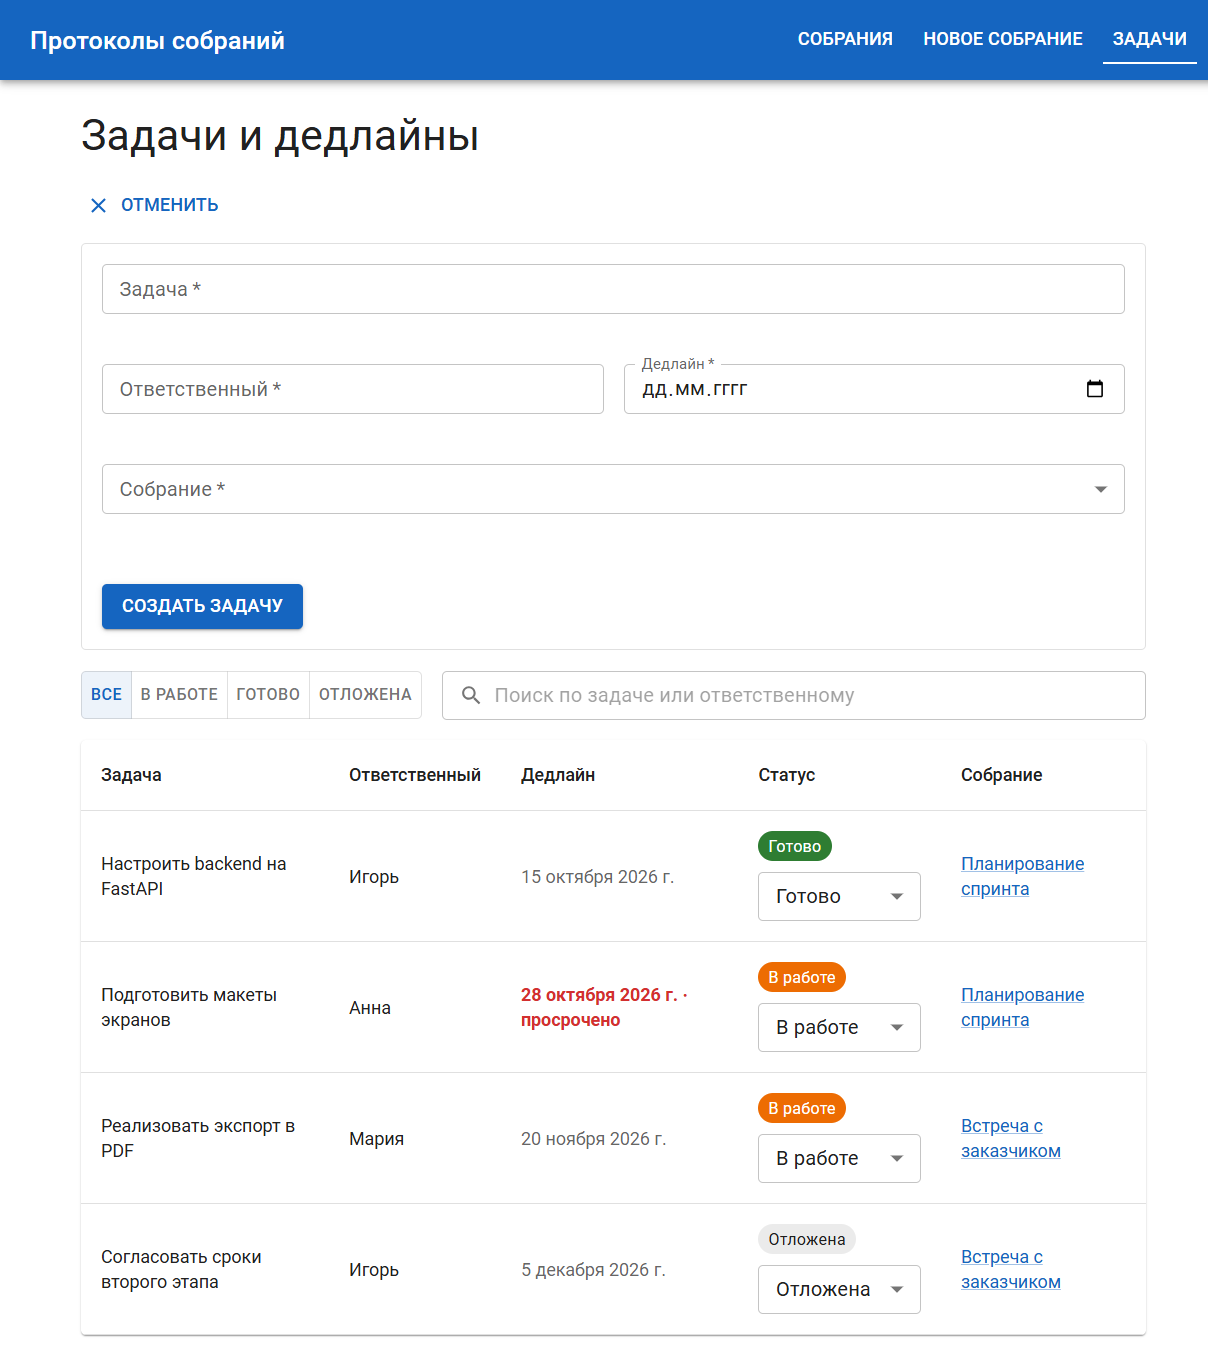 Протоколы собраний
СОБРАНИЯ
НОВОЕ СОБРАНИЕ
ЗАДАЧИ
Задачи и дедлайны
ОТМЕНИТЬ
Задача *
Ответственный *
Дедлайн *
ДД.ММ.ГГГГ
Собрание *
СОЗДАТЬ ЗАДАЧУ
ВСЕ
В РАБОТЕ
ГОТОВО
ОТЛОЖЕНА
Поиск по задаче или ответственному
Задача
Ответственный
Дедлайн
Статус
Собрание
Настроить backend на
FastAPI
Игорь
15 октября 2026 г.
Готово
Готово
Планирование
спринта
Подготовить макеты
экранов
Анна
28 октября 2026 г. ·
просрочено
В работе
В работе
Планирование
спринта
Реализовать экспорт в
PDF
Мария
20 ноября 2026 г.
В работе
В работе
Встреча с
заказчиком
Согласовать сроки
второго этапа
Игорь
5 декабря 2026 г.
Отложена
Отложена
Встреча с
заказчиком